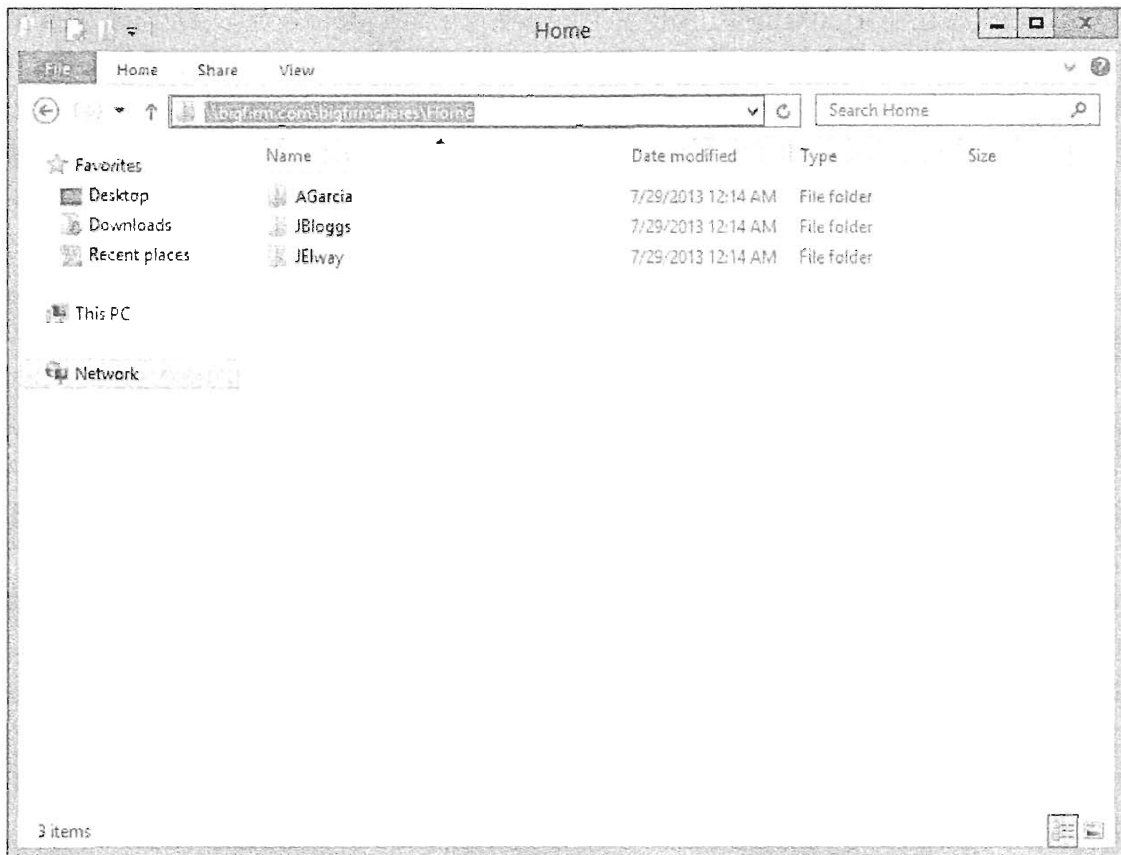 Home
File Home Share View
\\bigfirm.com\bigfirmshares\Home
Search Home
Name Date modified Type Size
Favorites
Desktop
Downloads
Recent places
This PC
Network
AGarcia 7/29/2013 12:14 AM File folder
JBloggs 7/29/2013 12:14 AM File folder
JElway 7/29/2013 12:14 AM File folder
3 items